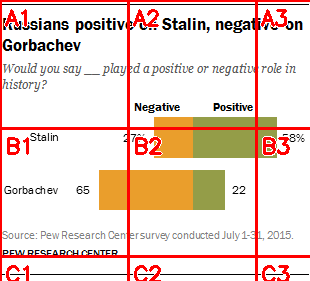 Russians positive on Stalin, negative on
Gorbachev
Would you say __ played a positive or negative role in
history?
Negative Positive
Stalin 27% 58%
Gorbachev 65 22
Source: Pew Research Center survey conducted July 1-31, 2015.
PEW RESEARCH CENTER
A1 A2 A3
B1 B2 B3
C1 C2 C3